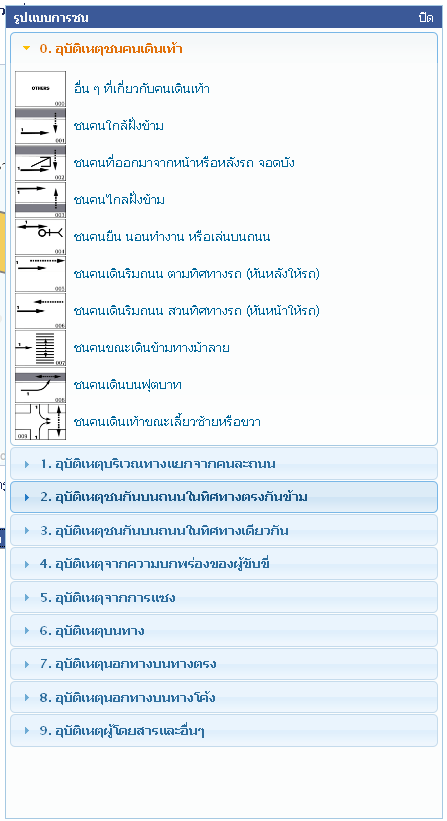 รูปแบบการชน ปิด
0. อุบัติเหตุชนคนเดินเท้า
OTHERS
000
อื่น ๆ ที่เกี่ยวกับคนเดินเท้า
1
001
ชนคนใกล้ฝั่งข้าม
1
002
ชนคนที่ออกมาจากหน้าหรือหลังรถ จอดบัง
1
003
ชนคนไกลฝั่งข้าม
1
004
ชนคนยืน นอนทำงาน หรือเล่นบนถนน
1
005
ชนคนเดินริมถนน ตามทิศทางรถ (หันหลังให้รถ)
1
006
ชนคนเดินริมถนน สวนทิศทางรถ (หันหน้าให้รถ)
1
007
ชนคนขณะเดินข้ามทางม้าลาย
1
008
ชนคนเดินบนฟุตบาท
1
1
009
ชนคนเดินเท้าขณะเลี้ยวซ้ายหรือขวา
1. อุบัติเหตุบริเวณทางแยกจากคนละถนน
2. อุบัติเหตุชนกันบนถนนในทิศทางตรงกันข้าม
3. อุบัติเหตุชนกันบนถนนในทิศทางเดียวกัน
4. อุบัติเหตุจากความบกพร่องของผู้ขับขี่
5. อุบัติเหตุจากการแซง
6. อุบัติเหตุบนทาง
7. อุบัติเหตุนอกทางบนทางตรง
8. อุบัติเหตุนอกทางบนทางโค้ง
9. อุบัติเหตุผู้โดยสารและอื่นๆ